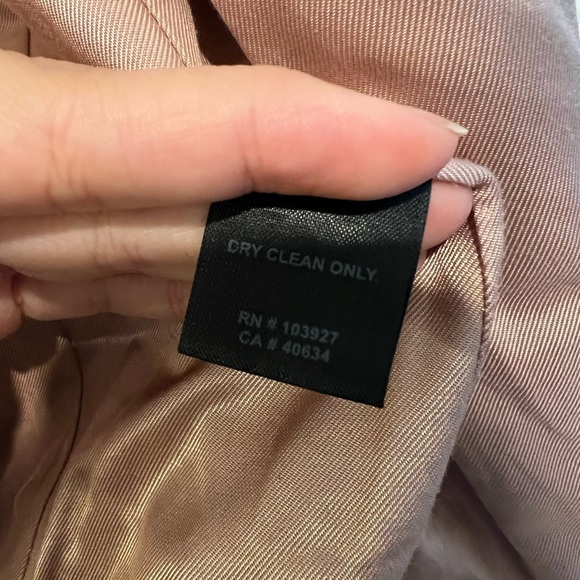 DRY CLEAN ONLY.
RN # 103927
CA # 40634